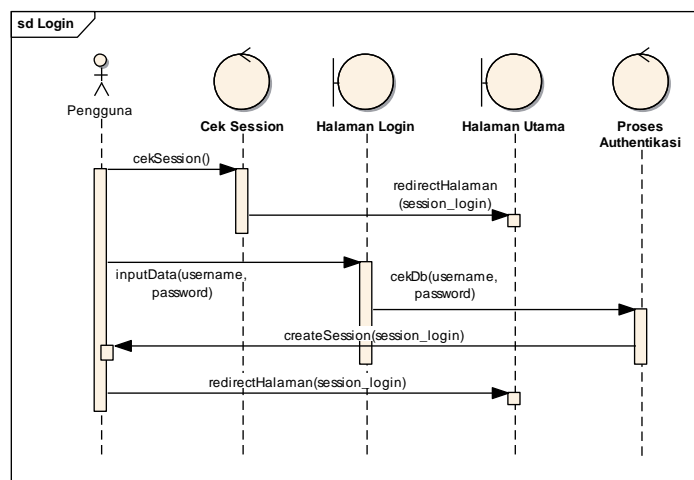 sd Login
Pengguna
Cek Session
Halaman Login
Halaman Utama
Proses
Authentikasi
cekSession()
redirectHalaman
(session_login)
inputData(username,
password)
cekDb(username,
password)
createSession(session_login)
redirectHalaman(session_login)